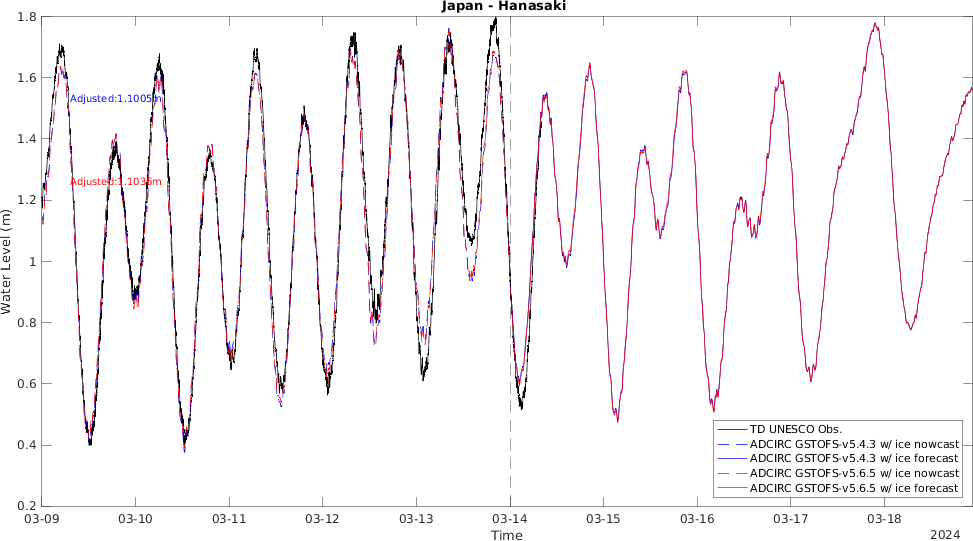 Japan - Hanasaki
1.8
1.6
1.4
1.2
1
0.8
0.6
0.4
0.2
Water Level (m)
Adjusted:1.1005m
Adjusted:1.1036m
TD UNESCO Obs.
ADCIRC GSTOFS-v5.4.3 w/ ice nowcast
ADCIRC GSTOFS-v5.4.3 w/ ice forecast
ADCIRC GSTOFS-v5.6.5 w/ ice nowcast
ADCIRC GSTOFS-v5.6.5 w/ ice forecast
03-09 03-10 03-11 03-12 03-13 03-14 03-15 03-16 03-17 03-18
Time
2024